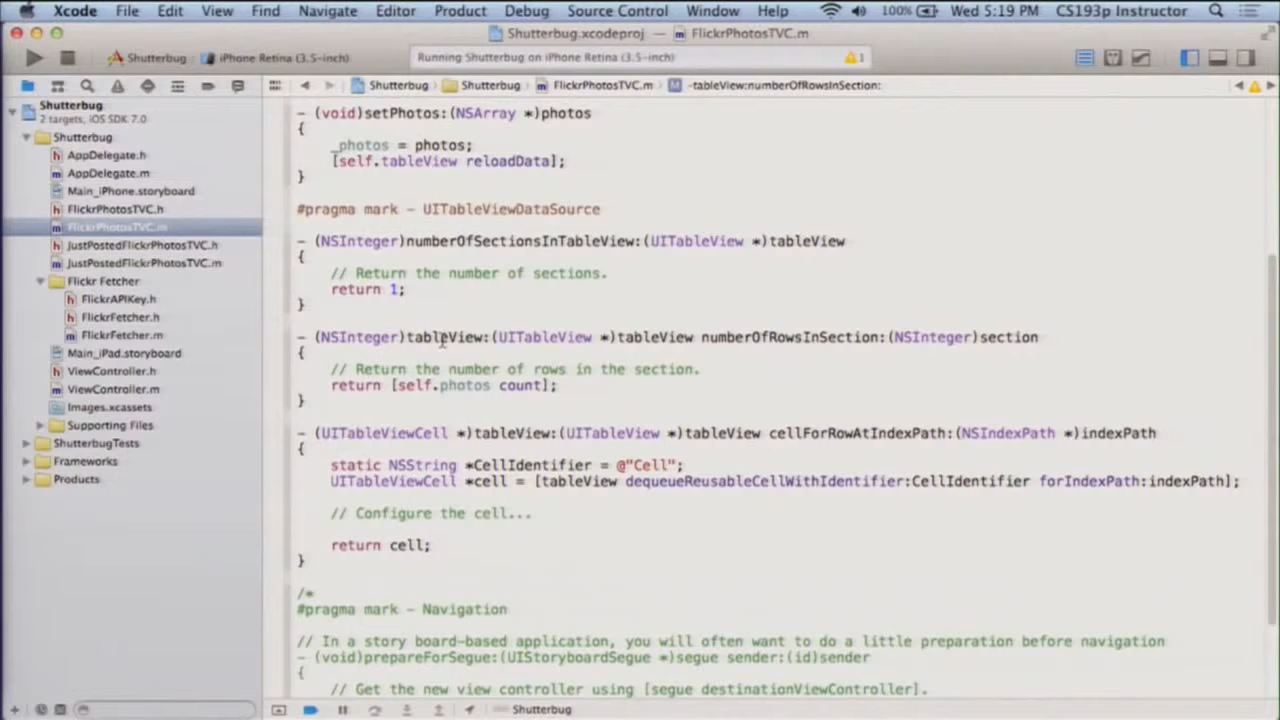 Xcode File Edit View Find Navigate Editor Product Debug Source Control Window Help 100% Wed 5:19 PM CS193p Instructor
Shutterbug.xcodeproj — FlickrPhotosTVC.m
Shutterbug iPhone Retina (3.5-inch) Running Shutterbug on iPhone Retina (3.5-inch) 1
Shutterbug Shutterbug FlickrPhotosTVC.m M -tableView:numberOfRowsInSection:
Shutterbug
2 targets, iOS SDK 7.0
Shutterbug
h AppDelegate.h
m AppDelegate.m
Main_iPhone.storyboard
h FlickrPhotosTVC.h
m FlickrPhotosTVC.m
h JustPostedFlickrPhotosTVC.h
m JustPostedFlickrPhotosTVC.m
Flickr Fetcher
h FlickrAPIKey.h
h FlickrFetcher.h
m FlickrFetcher.m
Main_iPad.storyboard
h ViewController.h
m ViewController.m
Images.xcassets
Supporting Files
ShutterbugTests
Frameworks
Products
- (void)setPhotos:(NSArray *)photos
{
_photos = photos;
[self.tableView reloadData];
}
#pragma mark - UITableViewDataSource
- (NSInteger)numberOfSectionsInTableView:(UITableView *)tableView
{
// Return the number of sections.
return 1;
}
- (NSInteger)tableView:(UITableView *)tableView numberOfRowsInSection:(NSInteger)section
{
// Return the number of rows in the section.
return [self.photos count];
}
- (UITableViewCell *)tableView:(UITableView *)tableView cellForRowAtIndexPath:(NSIndexPath *)indexPath
{
static NSString *CellIdentifier = @"Cell";
UITableViewCell *cell = [tableView dequeueReusableCellWithIdentifier:CellIdentifier forIndexPath:indexPath];
// Configure the cell...
return cell;
}
/*
#pragma mark - Navigation
// In a story board-based application, you will often want to do a little preparation before navigation
- (void)prepareForSegue:(UIStoryboardSegue *)segue sender:(id)sender
{
// Get the new view controller using [segue destinationViewController].
Shutterbug